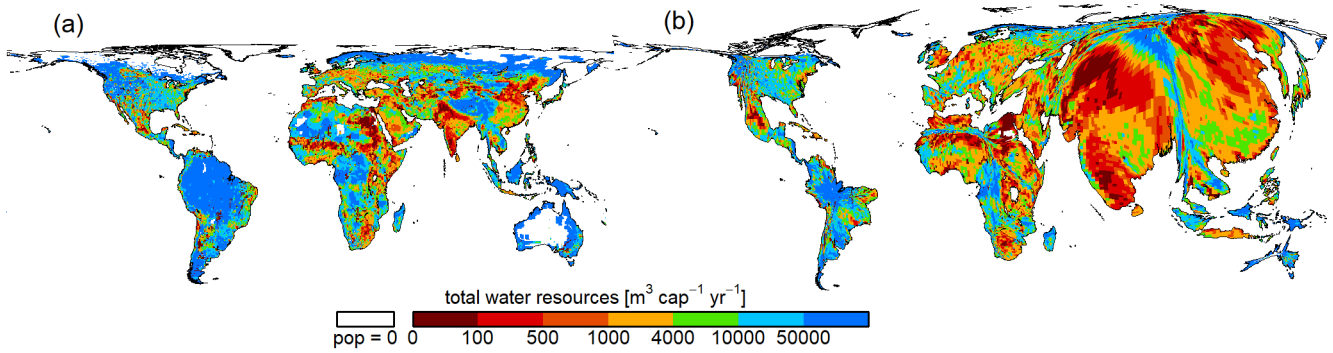 (a)
(b)
total water resources [m³ cap⁻¹ yr⁻¹]
pop = 0
0 100 500 1000 4000 10000 50000